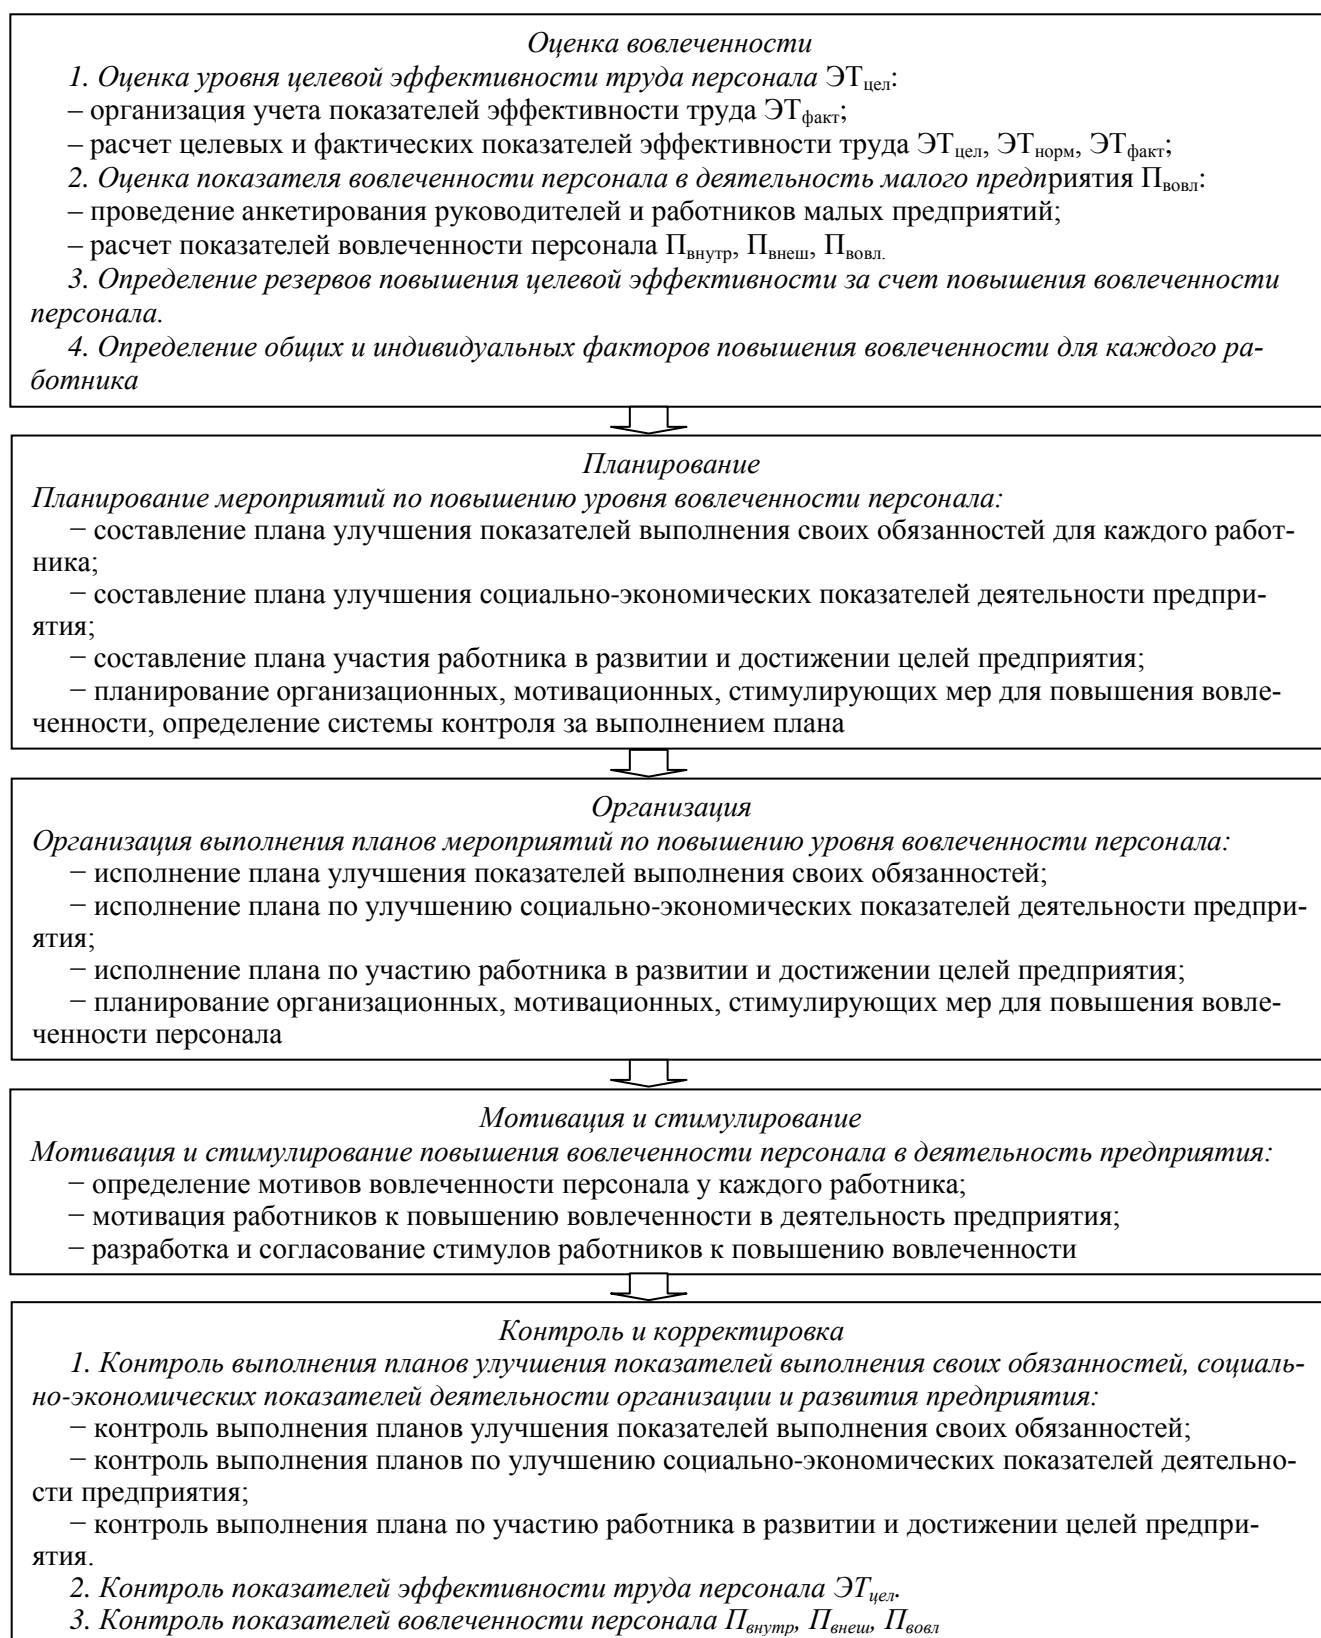 Оценка вовлеченности
1. Оценка уровня целевой эффективности труда персонала ЭТцел:
– организация учета показателей эффективности труда ЭТфакт;
– расчет целевых и фактических показателей эффективности труда ЭТцел, ЭТнорм, ЭТфакт;
2. Оценка показателя вовлеченности персонала в деятельность малого предприятия Пвовл:
– проведение анкетирования руководителей и работников малых предприятий;
– расчет показателей вовлеченности персонала Пвнутр, Пвнеш, Пвовл.
3. Определение резервов повышения целевой эффективности за счет повышения вовлеченности
персонала.
4. Определение общих и индивидуальных факторов повышения вовлеченности для каждого ра-
ботника
Планирование
Планирование мероприятий по повышению уровня вовлеченности персонала:
− составление плана улучшения показателей выполнения своих обязанностей для каждого работ-
ника;
− составление плана улучшения социально-экономических показателей деятельности предпри-
ятия;
− составление плана участия работника в развитии и достижении целей предприятия;
− планирование организационных, мотивационных, стимулирующих мер для повышения вовле-
ченности, определение системы контроля за выполнением плана
Организация
Организация выполнения планов мероприятий по повышению уровня вовлеченности персонала:
− исполнение плана улучшения показателей выполнения своих обязанностей;
− исполнение плана по улучшению социально-экономических показателей деятельности предпри-
ятия;
− исполнение плана по участию работника в развитии и достижении целей предприятия;
− планирование организационных, мотивационных, стимулирующих мер для повышения вовле-
ченности персонала
Мотивация и стимулирование
Мотивация и стимулирование повышения вовлеченности персонала в деятельность предприятия:
− определение мотивов вовлеченности персонала у каждого работника;
− мотивация работников к повышению вовлеченности в деятельность предприятия;
− разработка и согласование стимулов работников к повышению вовлеченности
Контроль и корректировка
1. Контроль выполнения планов улучшения показателей выполнения своих обязанностей, социаль-
но-экономических показателей деятельности организации и развития предприятия:
− контроль выполнения планов улучшения показателей выполнения своих обязанностей;
− контроль выполнения планов по улучшению социально-экономических показателей деятельно-
сти предприятия;
− контроль выполнения плана по участию работника в развитии и достижении целей предпри-
ятия.
2. Контроль показателей эффективности труда персонала ЭТцел.
3. Контроль показателей вовлеченности персонала Пвнутр, Пвнеш, Пвовл